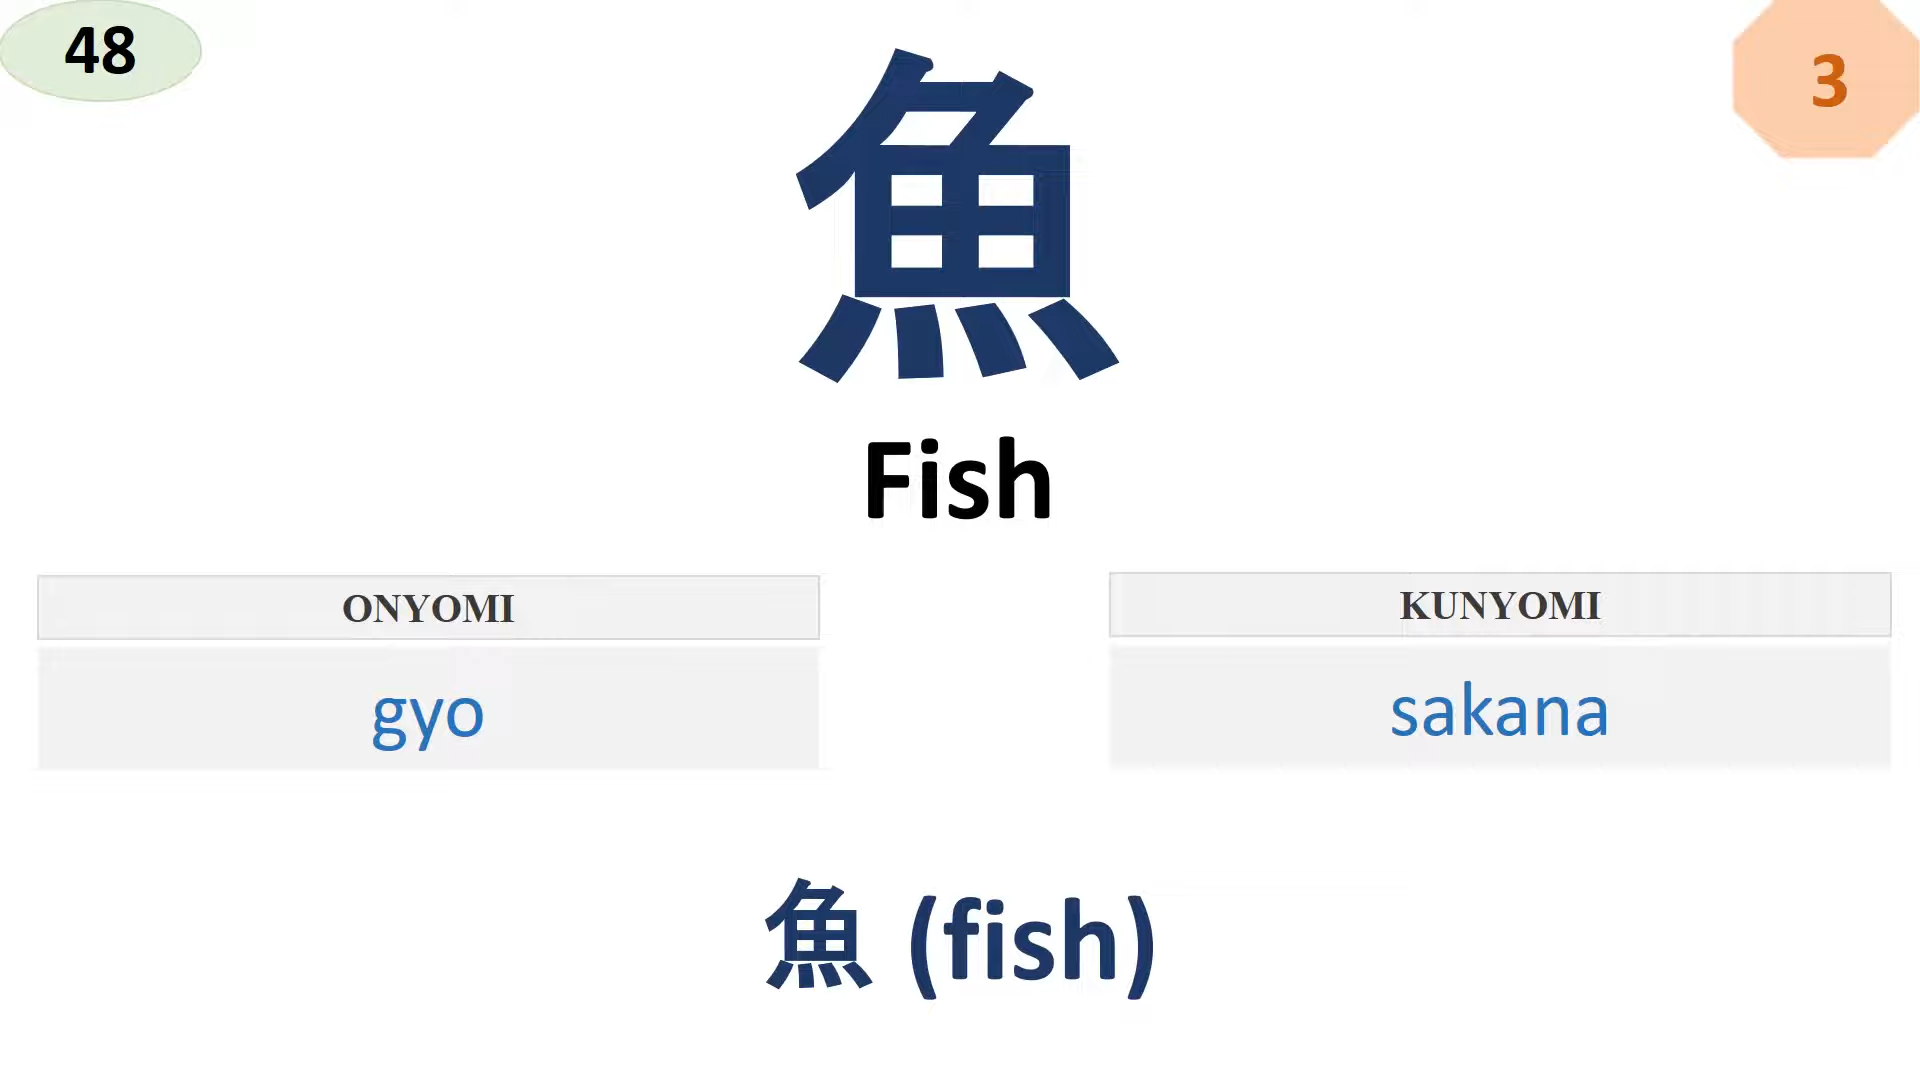 48
3
魚
Fish
ONYOMI
KUNYOMI
gyo
sakana
魚 (fish)